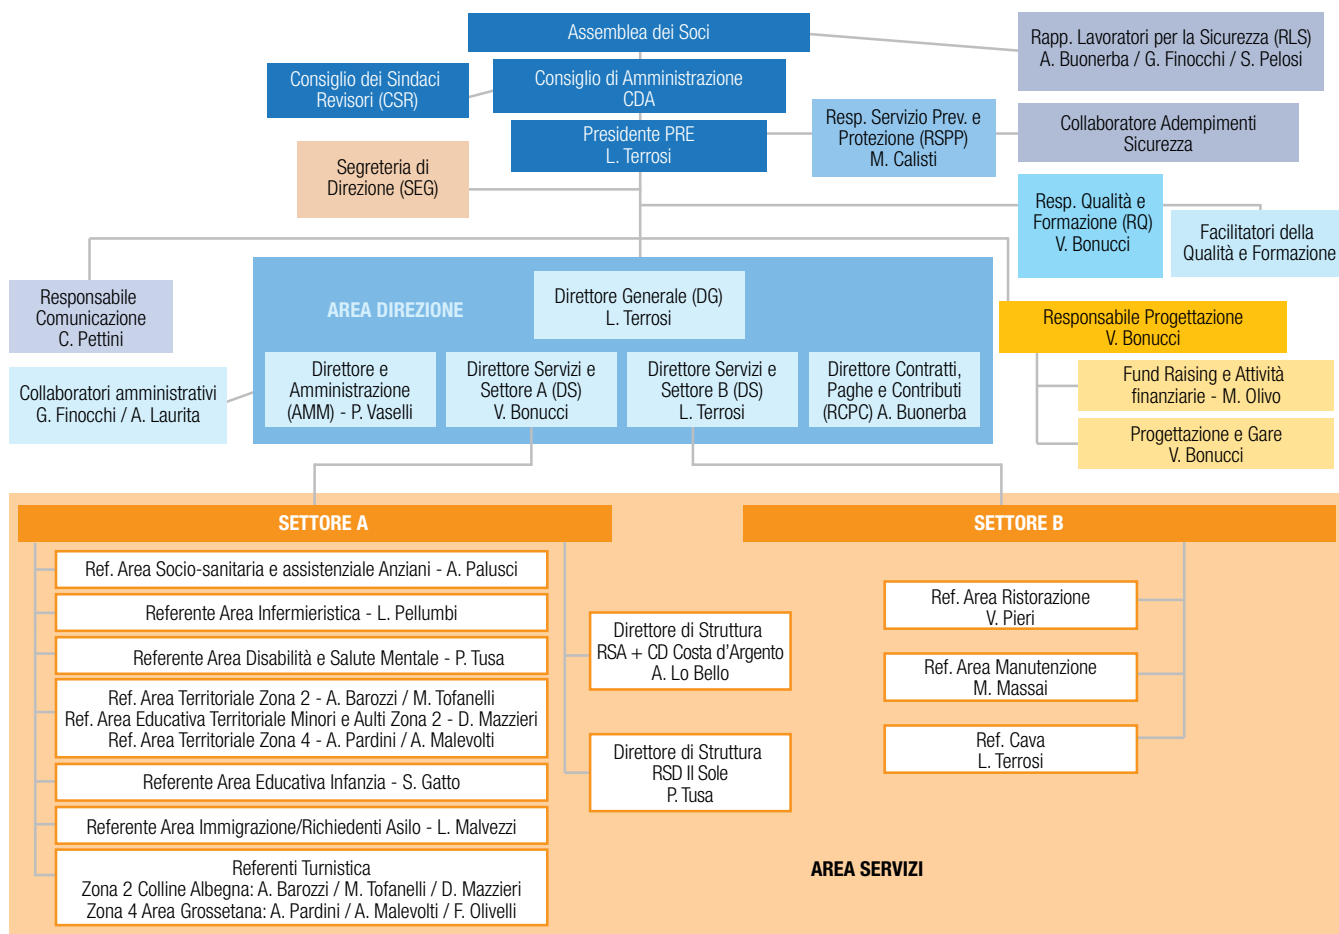 Assemblea dei Soci
Rapp. Lavoratori per la Sicurezza (RLS)
A. Buonerba / G. Finocchi / S. Pelosi
Consiglio dei Sindaci
Revisori (CSR)
Consiglio di Amministrazione
CDA
Presidente PRE
L. Terrosi
Resp. Servizio Prev. e
Protezione (RSPP)
M. Calisti
Collaboratore Adempimenti
Sicurezza
Segreteria di
Direzione (SEG)
Resp. Qualità e
Formazione (RQ)
V. Bonucci
Facilitatori della
Qualità e Formazione
Responsabile
Comunicazione
C. Pettini
AREA DIREZIONE
Direttore Generale (DG)
L. Terrosi
Responsabile Progettazione
V. Bonucci
Collaboratori amministrativi
G. Finocchi / A. Laurita
Direttore e
Amministrazione
(AMM) - P. Vaselli
Direttore Servizi e
Settore A (DS)
V. Bonucci
Direttore Servizi e
Settore B (DS)
L. Terrosi
Direttore Contratti,
Paghe e Contributi
(RCPC) A. Buonerba
Fund Raising e Attività
finanziarie - M. Olivo
Progettazione e Gare
V. Bonucci
SETTORE A
SETTORE B
Ref. Area Socio-sanitaria e assistenziale Anziani - A. Palusci
Referente Area Infermieristica - L. Pellumbi
Referente Area Disabilità e Salute Mentale - P. Tusa
Ref. Area Territoriale Zona 2 - A. Barozzi / M. Tofanelli
Ref. Area Educativa Territoriale Minori e Aulti Zona 2 - D. Mazzieri
Ref. Area Territoriale Zona 4 - A. Pardini / A. Malevolti
Referente Area Educativa Infanzia - S. Gatto
Referente Area Immigrazione/Richiedenti Asilo - L. Malvezzi
Referenti Turnistica
Zona 2 Colline Albegna: A. Barozzi / M. Tofanelli / D. Mazzieri
Zona 4 Area Grossetana: A. Pardini / A. Malevolti / F. Olivelli
Direttore di Struttura
RSA + CD Costa d'Argento
A. Lo Bello
Direttore di Struttura
RSD Il Sole
P. Tusa
Ref. Area Ristorazione
V. Pieri
Ref. Area Manutenzione
M. Massai
Ref. Cava
L. Terrosi
AREA SERVIZI